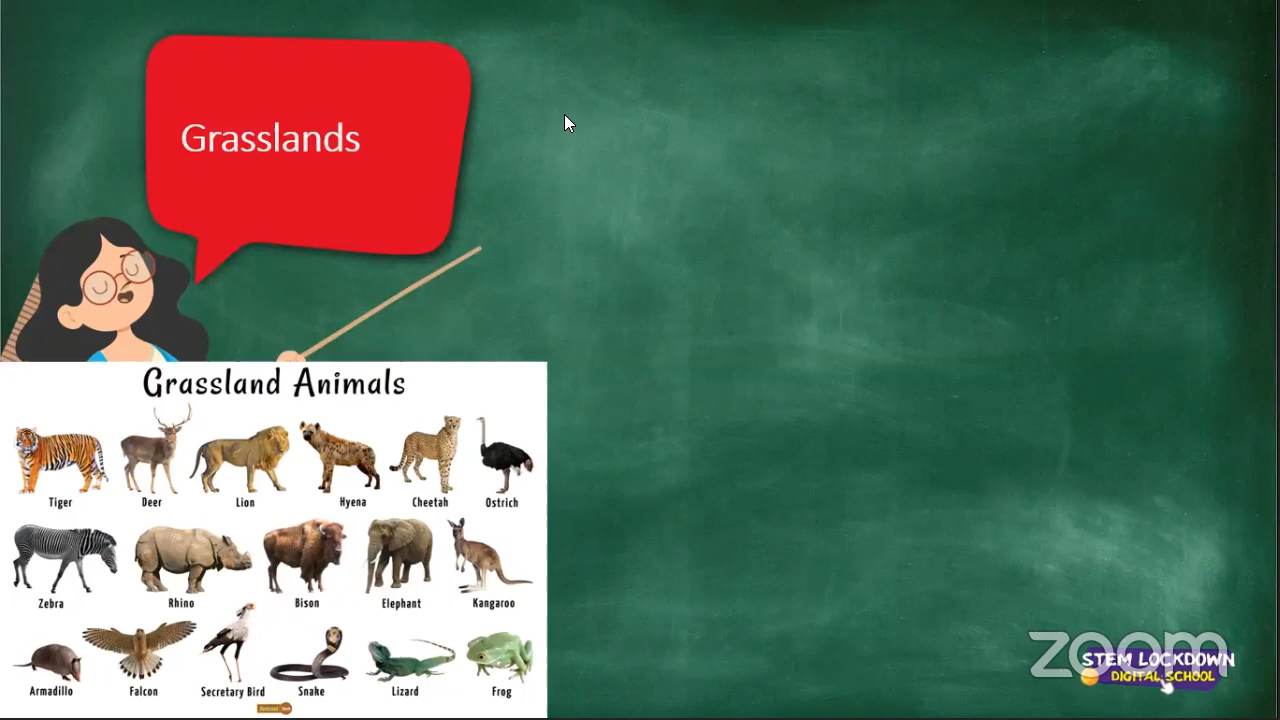 Grasslands
Grassland Animals
Tiger
Deer
Lion
Hyena
Cheetah
Ostrich
Zebra
Rhino
Bison
Elephant
Kangaroo
Armadillo
Falcon
Secretary Bird
Snake
Lizard
Frog
zoom
STEM LOCKDOWN
DIGITAL SCHOOL